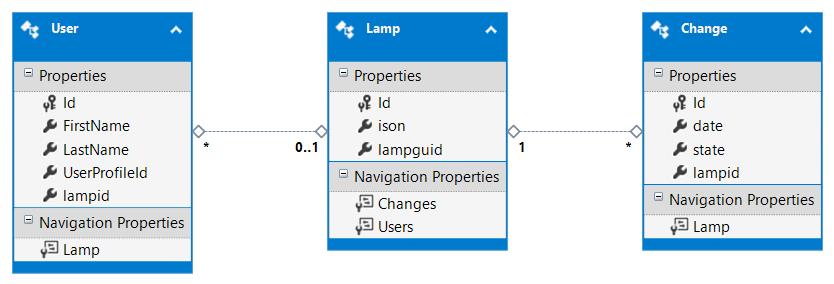 User
Properties
Id
FirstName
LastName
UserProfileId
lampid
Navigation Properties
Lamp
* 0..1
Lamp
Properties
Id
ison
lampguid
Navigation Properties
Changes
Users
1 *
Change
Properties
Id
date
state
lampid
Navigation Properties
Lamp